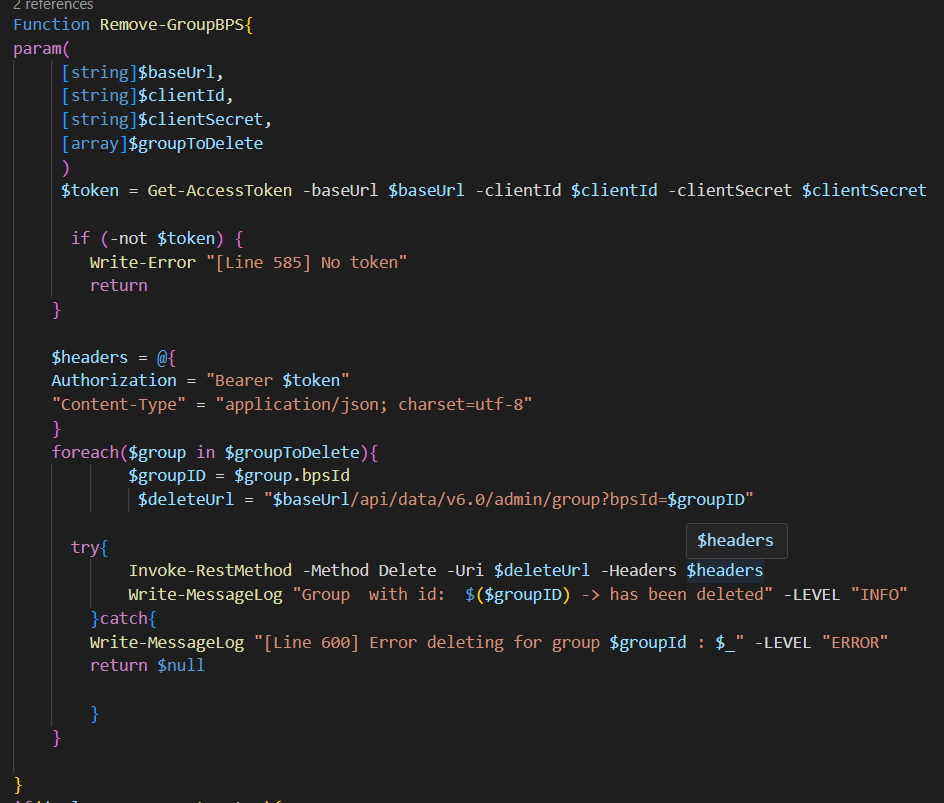 2 references
Function Remove-GroupBPS{
param(
[string]$baseUrl,
[string]$clientId,
[string]$clientSecret,
[array]$groupToDelete
)
$token = Get-AccessToken -baseUrl $baseUrl -clientId $clientId -clientSecret $clientSecret
if (-not $token) {
Write-Error "[Line 585] No token"
return
}
$headers = @{
Authorization = "Bearer $token"
"Content-Type" = "application/json; charset=utf-8"
}
foreach($group in $groupToDelete){
$groupID = $group.bpsId
$deleteUrl = "$baseUrl/api/data/v6.0/admin/group?bpsId=$groupID"
try{
$headers
Invoke-RestMethod -Method Delete -Uri $deleteUrl -Headers $headers
Write-MessageLog "Group  with id:  $($groupID) -> has been deleted" -LEVEL "INFO"
}catch{
Write-MessageLog "[Line 600] Error deleting for group $groupId : $_" -LEVEL "ERROR"
return $null
}
}
}